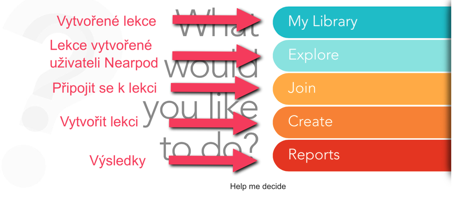 What
would
you like
to do?
Vytvořené lekce
Lekce vytvořené
uživateli Nearpod
Připojit se k lekci
Vytvořit lekci
Výsledky
My Library
Explore
Join
Create
Reports
Help me decide